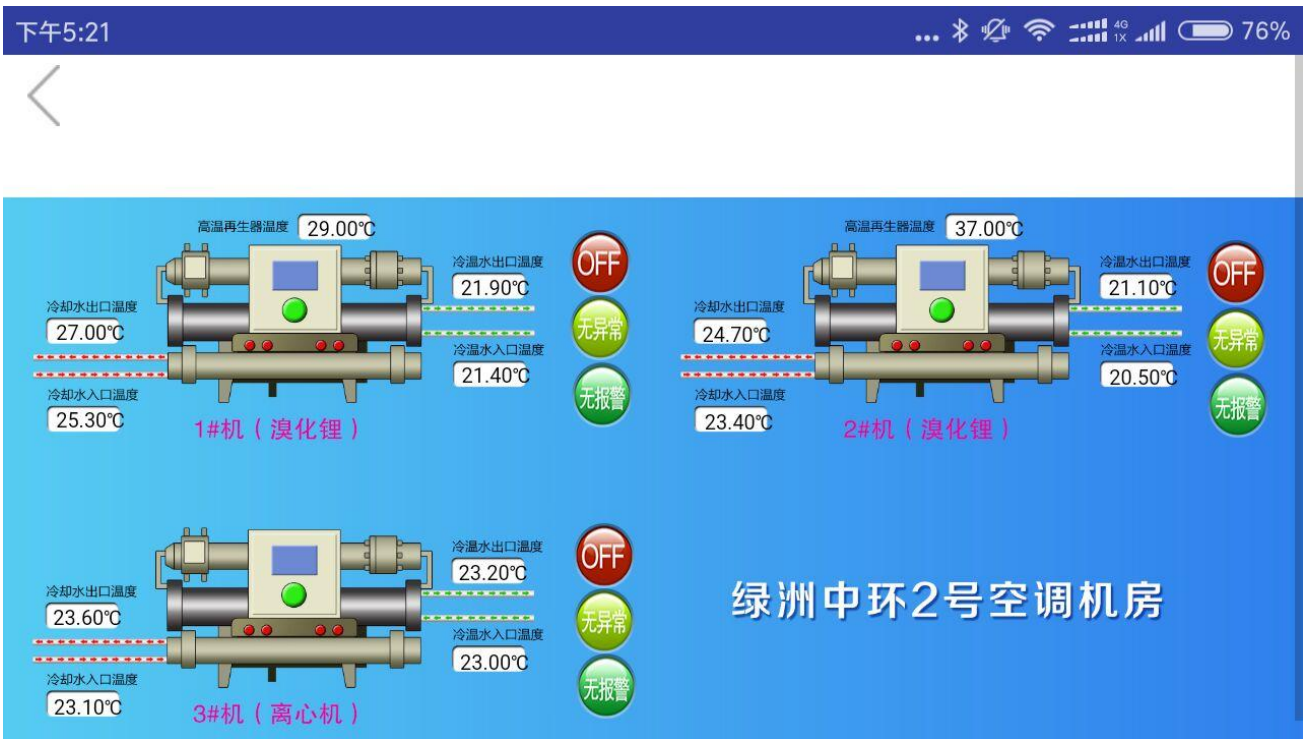 下午5:21
... 4G 1X 76%
高温再生器温度 29.00℃
冷温水出口温度
21.90℃
冷却水出口温度
27.00℃
冷温水入口温度
21.40℃
冷却水入口温度
25.30℃
OFF
无异常
无报警
1#机（溴化锂）
高温再生器温度 37.00℃
冷温水出口温度
21.10℃
冷却水出口温度
24.70℃
冷温水入口温度
20.50℃
冷却水入口温度
23.40℃
OFF
无异常
无报警
2#机（溴化锂）
冷温水出口温度
23.20℃
冷却水出口温度
23.60℃
冷温水入口温度
23.00℃
冷却水入口温度
23.10℃
OFF
无异常
无报警
3#机（离心机）
绿洲中环2号空调机房